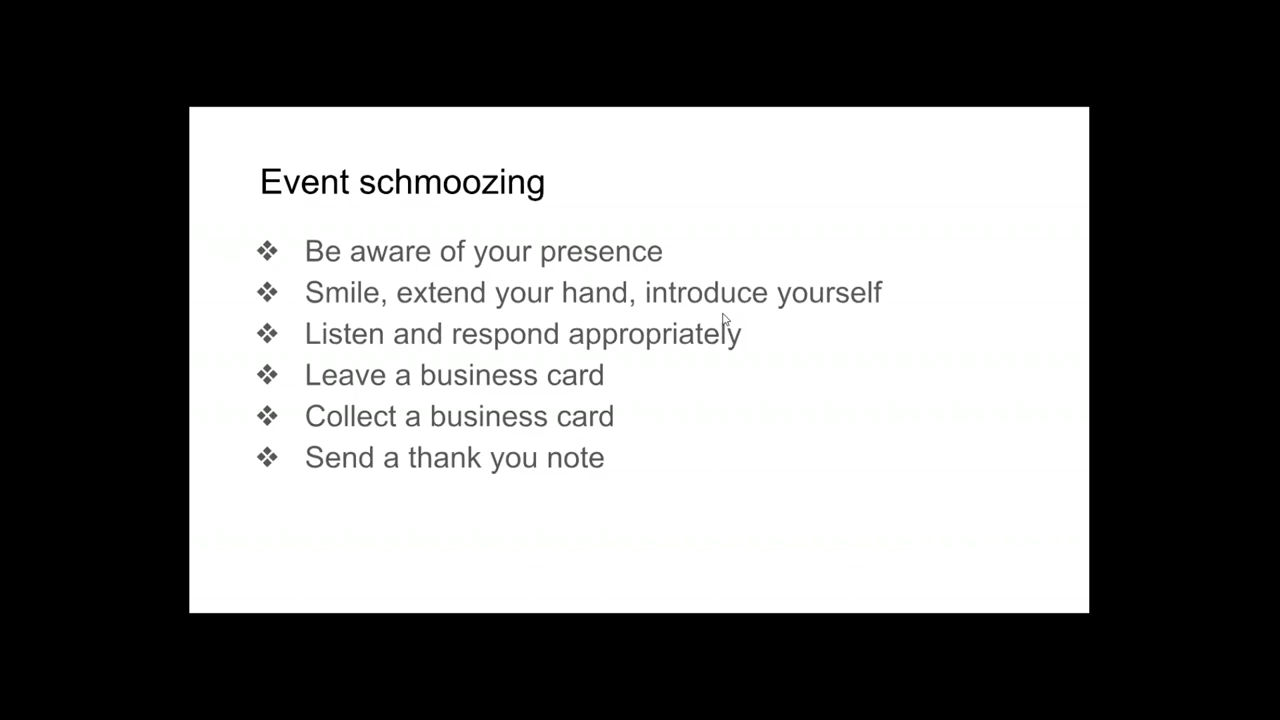 Event schmoozing
❖ Be aware of your presence
❖ Smile, extend your hand, introduce yourself
❖ Listen and respond appropriately
❖ Leave a business card
❖ Collect a business card
❖ Send a thank you note